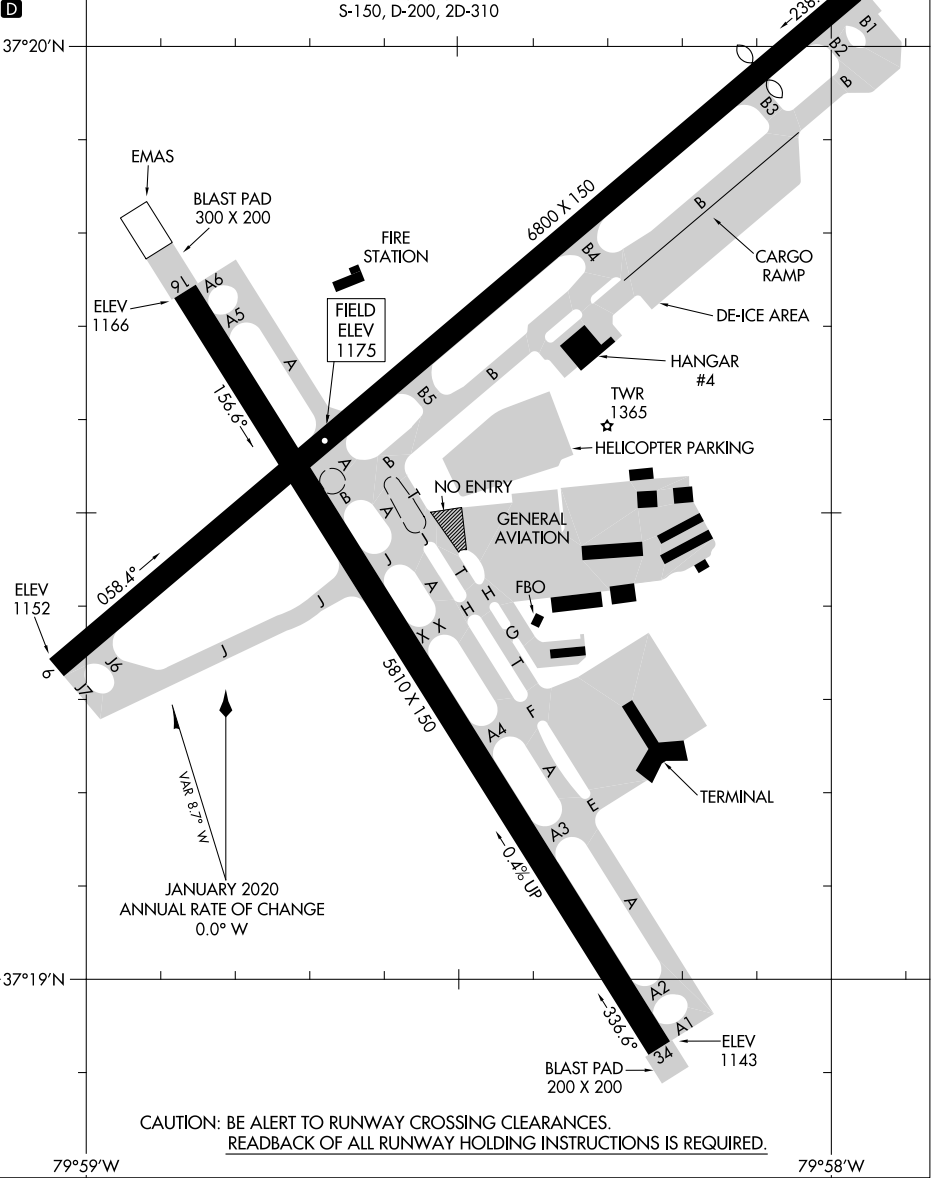 D
S-150, D-200, 2D-310
37°20'N
238.
B1
B2
B
B3
EMAS
BLAST PAD
300 X 200
6800 X 150
B
FIRE
STATION
B4
CARGO
RAMP
16
A6
ELEV
1166
A5
FIELD
ELEV
1175
DE-ICE AREA
A
HANGAR
#4
B
156.6°
B5
TWR
1365
HELICOPTER PARKING
A
B
B
T
NO ENTRY
A
GENERAL
AVIATION
J
J
T
058.4°
A
H
FBO
ELEV
1152
J
H
X
X
G
J
T
6
J6
J7
5810 X 150
F
A4
VAR 8.7° W
A
E
TERMINAL
A3
0.4% UP
JANUARY 2020
ANNUAL RATE OF CHANGE
0.0° W
A
37°19'N
A2
336.6°
A1
34
ELEV
1143
BLAST PAD
200 X 200
CAUTION: BE ALERT TO RUNWAY CROSSING CLEARANCES.
READBACK OF ALL RUNWAY HOLDING INSTRUCTIONS IS REQUIRED.
79°59'W
79°58'W